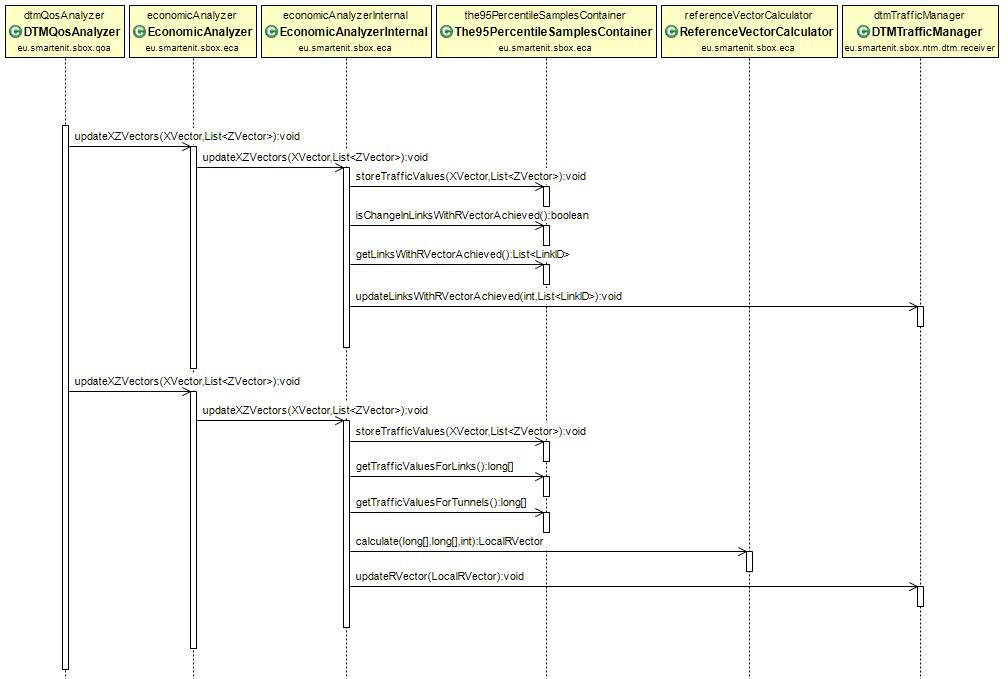 dtmQosAnalyzer
DTMQosAnalyzer
eu.smartenit.sbox.qoa
economicAnalyzer
EconomicAnalyzer
eu.smartenit.sbox.eca
economicAnalyzerInternal
EconomicAnalyzerInternal
eu.smartenit.sbox.eca
the95PercentileSamplesContainer
The95PercentileSamplesContainer
eu.smartenit.sbox.eca
referenceVectorCalculator
ReferenceVectorCalculator
eu.smartenit.sbox.eca
dtmTrafficManager
DTMTrafficManager
eu.smartenit.sbox.ntm.dtm.receiver
updateXZVectors(XVector,List<ZVector>):void
updateXZVectors(XVector,List<ZVector>):void
storeTrafficValues(XVector,List<ZVector>):void
isChangeInLinksWithRVectorAchieved():boolean
getLinksWithRVectorAchieved():List<LinkID>
updateLinksWithRVectorAchieved(int,List<LinkID>):void
updateXZVectors(XVector,List<ZVector>):void
updateXZVectors(XVector,List<ZVector>):void
storeTrafficValues(XVector,List<ZVector>):void
getTrafficValuesForLinks():long[]
getTrafficValuesForTunnels():long[]
calculate(long[],long[],int):LocalRVector
updateRVector(LocalRVector):void